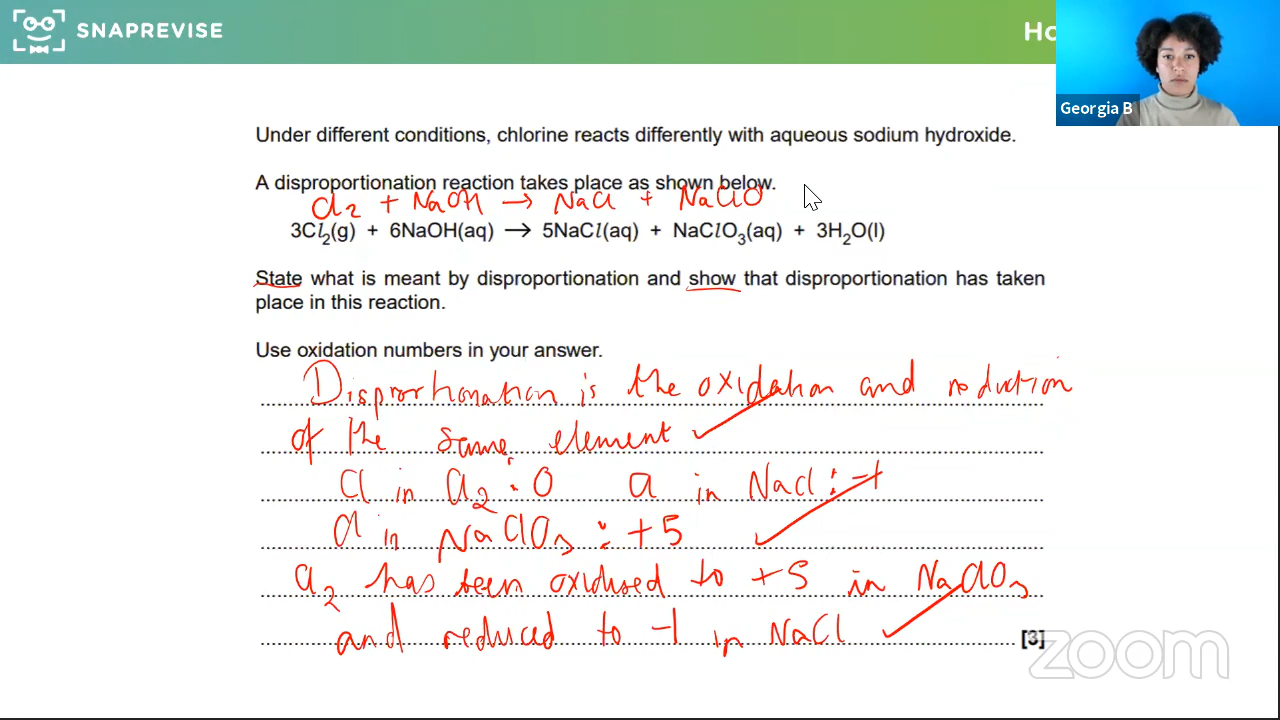 SNAPREVISE
Ho
Georgia B
Under different conditions, chlorine reacts differently with aqueous sodium hydroxide.
A disproportionation reaction takes place as shown below.
Cl₂ + NaOH → NaCl + NaClO
3Cl₂(g) + 6NaOH(aq) → 5NaCl(aq) + NaClO₃(aq) + 3H₂O(l)
State what is meant by disproportionation and show that disproportionation has taken
place in this reaction.
Use oxidation numbers in your answer.
Disproportionation is the oxidation and reduction
of the same element
Cl in Cl₂ : 0 Cl in NaCl : -1
Cl in NaClO₃ : +5
Cl₂ has been oxidised to +5 in NaClO₃
and reduced to -1 in NaCl
[3]
zoom